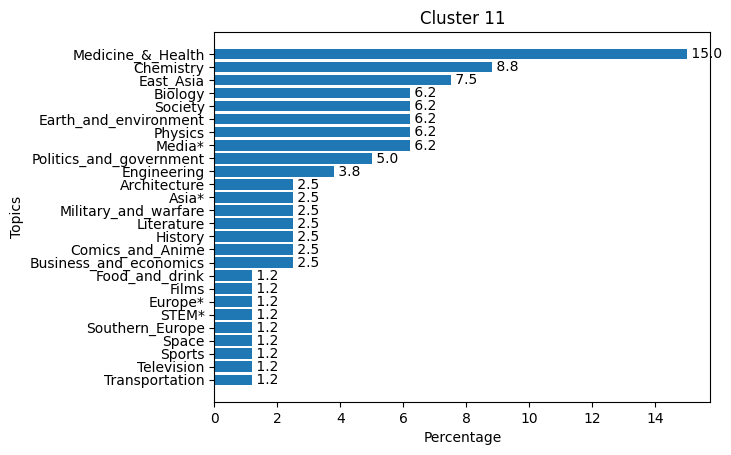 Cluster 11
Topics
Medicine_&_Health 15.0
Chemistry 8.8
East_Asia 7.5
Biology 6.2
Society 6.2
Earth_and_environment 6.2
Physics 6.2
Media* 6.2
Politics_and_government 5.0
Engineering 3.8
Architecture 2.5
Asia* 2.5
Military_and_warfare 2.5
Literature 2.5
History 2.5
Comics_and_Anime 2.5
Business_and_economics 2.5
Food_and_drink 1.2
Films 1.2
Europe* 1.2
STEM* 1.2
Southern_Europe 1.2
Space 1.2
Sports 1.2
Television 1.2
Transportation 1.2
0 2 4 6 8 10 12 14
Percentage